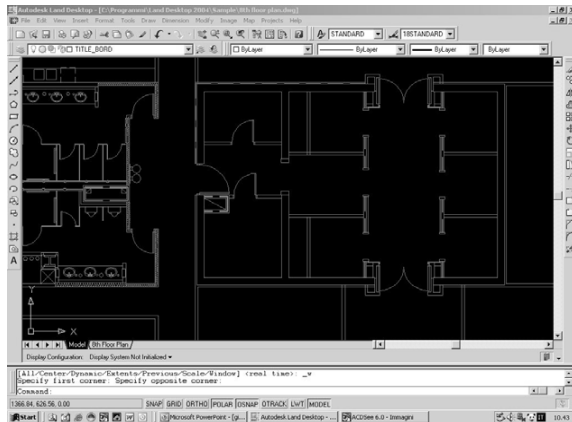 Autodesk Land Desktop - [C:\Programmi\Land Desktop 2004\Sample\8th floor plan.dwg]
File Edit View Insert Format Tools Draw Dimension Modify Image Map Projects Help
STANDARD 18STANDARD
TITLE_BORD ByLayer ByLayer ByLayer ByLayer
Y
X
A
Model 8th Floor Plan
Display Configuration: Display System Not Initialized
[All/Center/Dynamic/Extents/Previous/Scale/Window] <real time>: _w
Specify first corner: Specify opposite corner:
Command:
1366.84, 626.56, 0.00 SNAP GRID ORTHO POLAR OSNAP OTRACK LWT MODEL
Start Microsoft PowerPoint - [gi... Autodesk Land Desktop - ... ACDSee 6.0 - Immagini IT 10.43